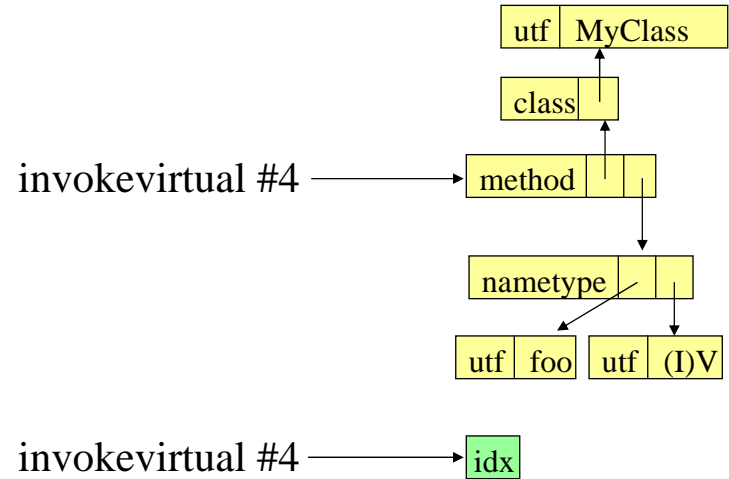 utf MyClass
class
invokevirtual #4 method
nametype
utf foo utf (I)V
invokevirtual #4 idx